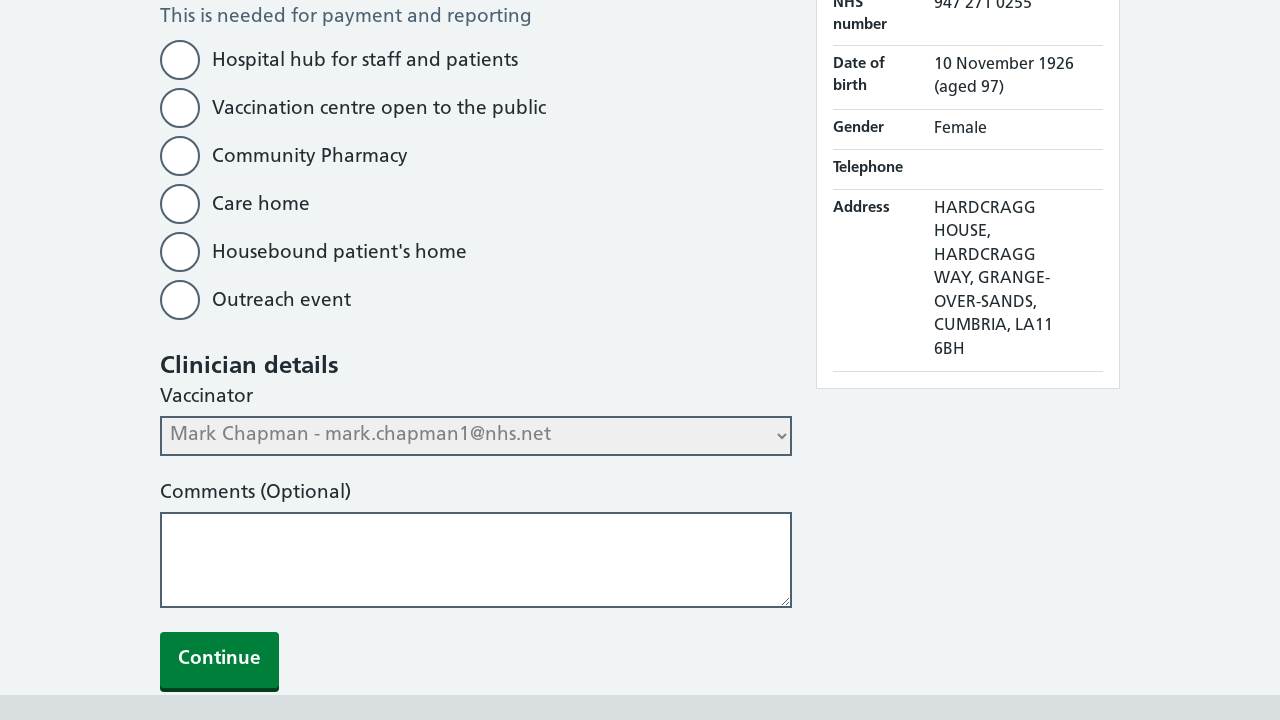 This is needed for payment and reporting
Hospital hub for staff and patients
Vaccination centre open to the public
Community Pharmacy
Care home
Housebound patient's home
Outreach event
Clinician details
Vaccinator
Mark Chapman - mark.chapman1@nhs.net
Comments (Optional)
Continue
NHS 947 271 0255
number
Date of 10 November 1926
birth (aged 97)
Gender Female
Telephone
Address HARDCRAGG
HOUSE,
HARDCRAGG
WAY, GRANGE-
OVER-SANDS,
CUMBRIA, LA11
6BH